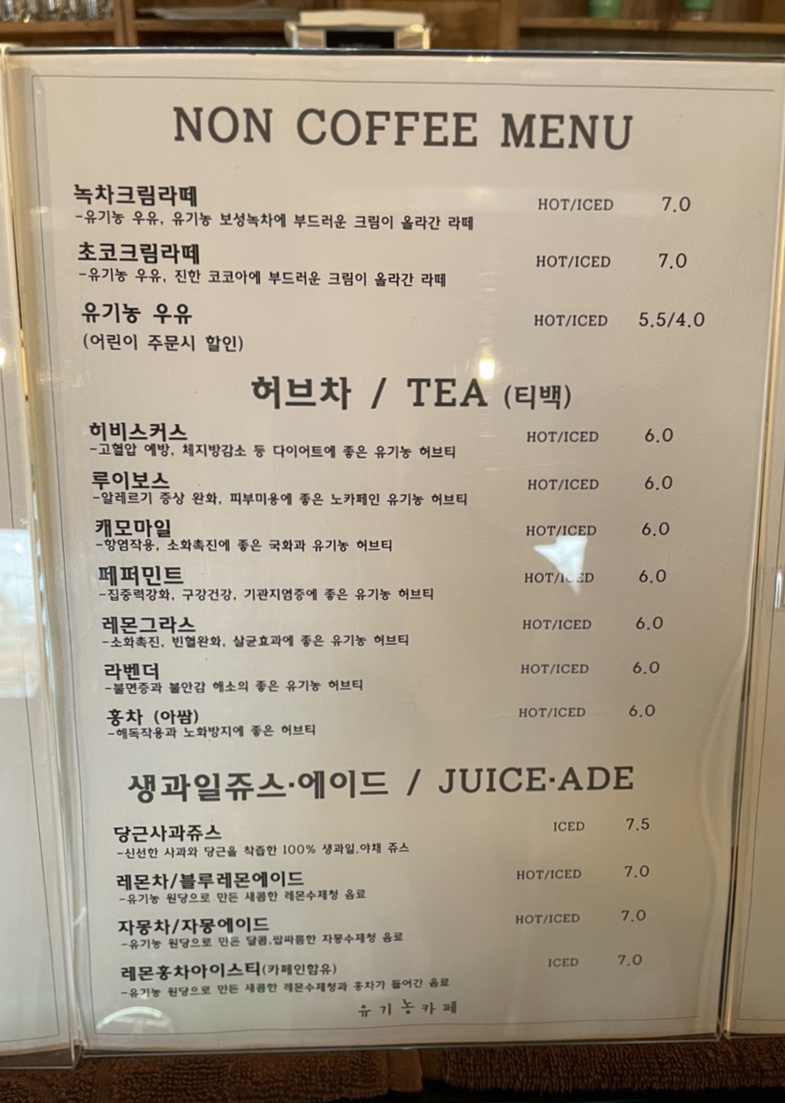 NON COFFEE MENU
녹차크림라떼 HOT/ICED 7.0
-유기농 우유, 유기농 보성녹차에 부드러운 크림이 올라간 라떼
초코크림라떼 HOT/ICED 7.0
-유기농 우유, 진한 코코아에 부드러운 크림이 올라간 라떼
유기농 우유 HOT/ICED 5.5/4.0
(어린이 주문시 할인)
허브차 / TEA (티백)
히비스커스 HOT/ICED 6.0
-고혈압 예방, 체지방감소 등 다이어트에 좋은 유기농 허브티
루이보스 HOT/ICED 6.0
-알레르기 증상 완화, 피부미용에 좋은 노카페인 유기농 허브티
캐모마일 HOT/ICED 6.0
-항염작용, 소화촉진에 좋은 국화과 유기농 허브티
페퍼민트 HOT/ICED 6.0
-집중력강화, 구강건강, 기관지염증에 좋은 유기농 허브티
레몬그라스 HOT/ICED 6.0
-소화촉진, 빈혈완화, 살균효과에 좋은 유기농 허브티
라벤더 HOT/ICED 6.0
-불면증과 불안감 해소의 좋은 유기농 허브티
홍차 (아쌈) HOT/ICED 6.0
-해독작용과 노화방지에 좋은 허브티
생과일쥬스·에이드 / JUICE·ADE
당근사과쥬스 ICED 7.5
-신선한 사과와 당근을 착즙한 100% 생과일.야채 쥬스
레몬차/블루레몬에이드 HOT/ICED 7.0
-유기농 원당으로 만든 새콤한 레몬수제청 음료
자몽차/자몽에이드 HOT/ICED 7.0
-유기농 원당으로 만든 달콤,쌉싸름한 자몽수제청 음료
레몬홍차아이스티(카페인함유) ICED 7.0
-유기농 원당으로 만든 새콤한 레몬수제청과 홍차가 들어간 음료
유기농카페